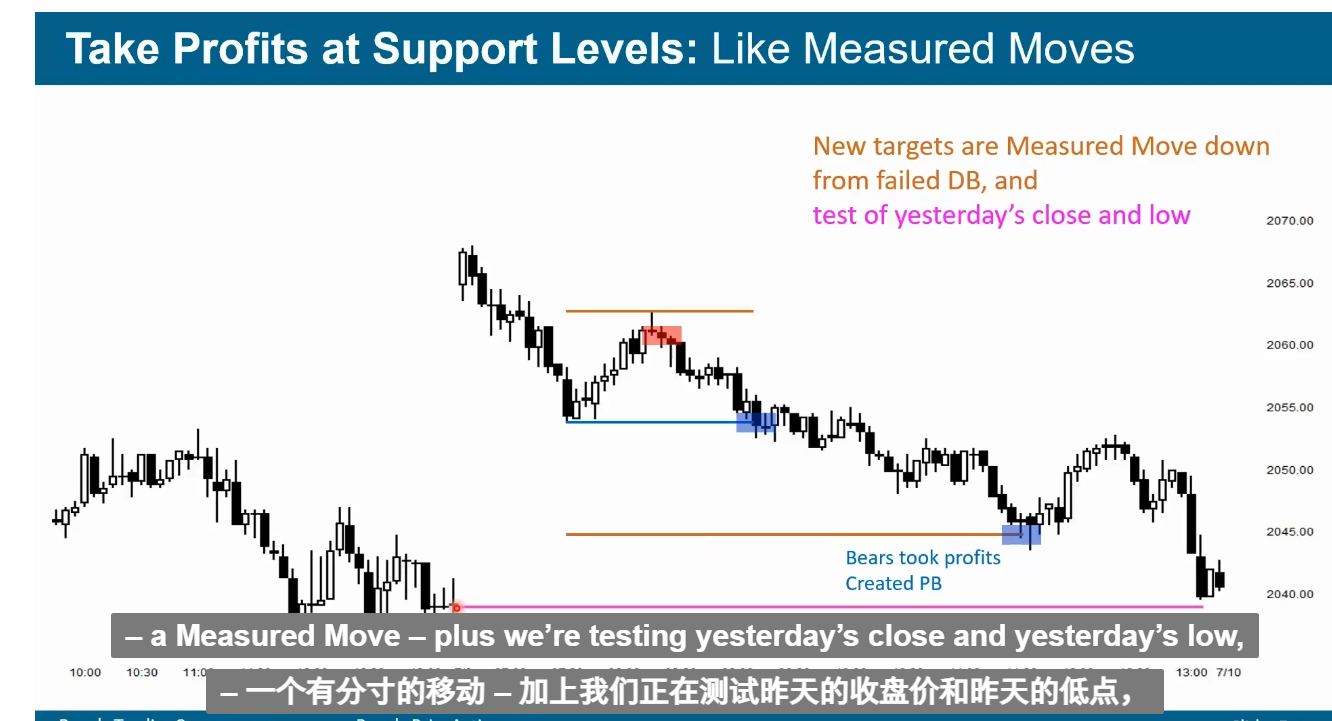 Take Profits at Support Levels: Like Measured Moves
New targets are Measured Move down
from failed DB, and
test of yesterday's close and low
2070.00
2065.00
2060.00
2055.00
2050.00
2045.00
2040.00
Bears took profits
Created PB
– a Measured Move – plus we're testing yesterday's close and yesterday's low,
10:00 10:30 13:00 7/10
– 一个有分寸的移动 – 加上我们正在测试昨天的收盘价和昨天的低点，